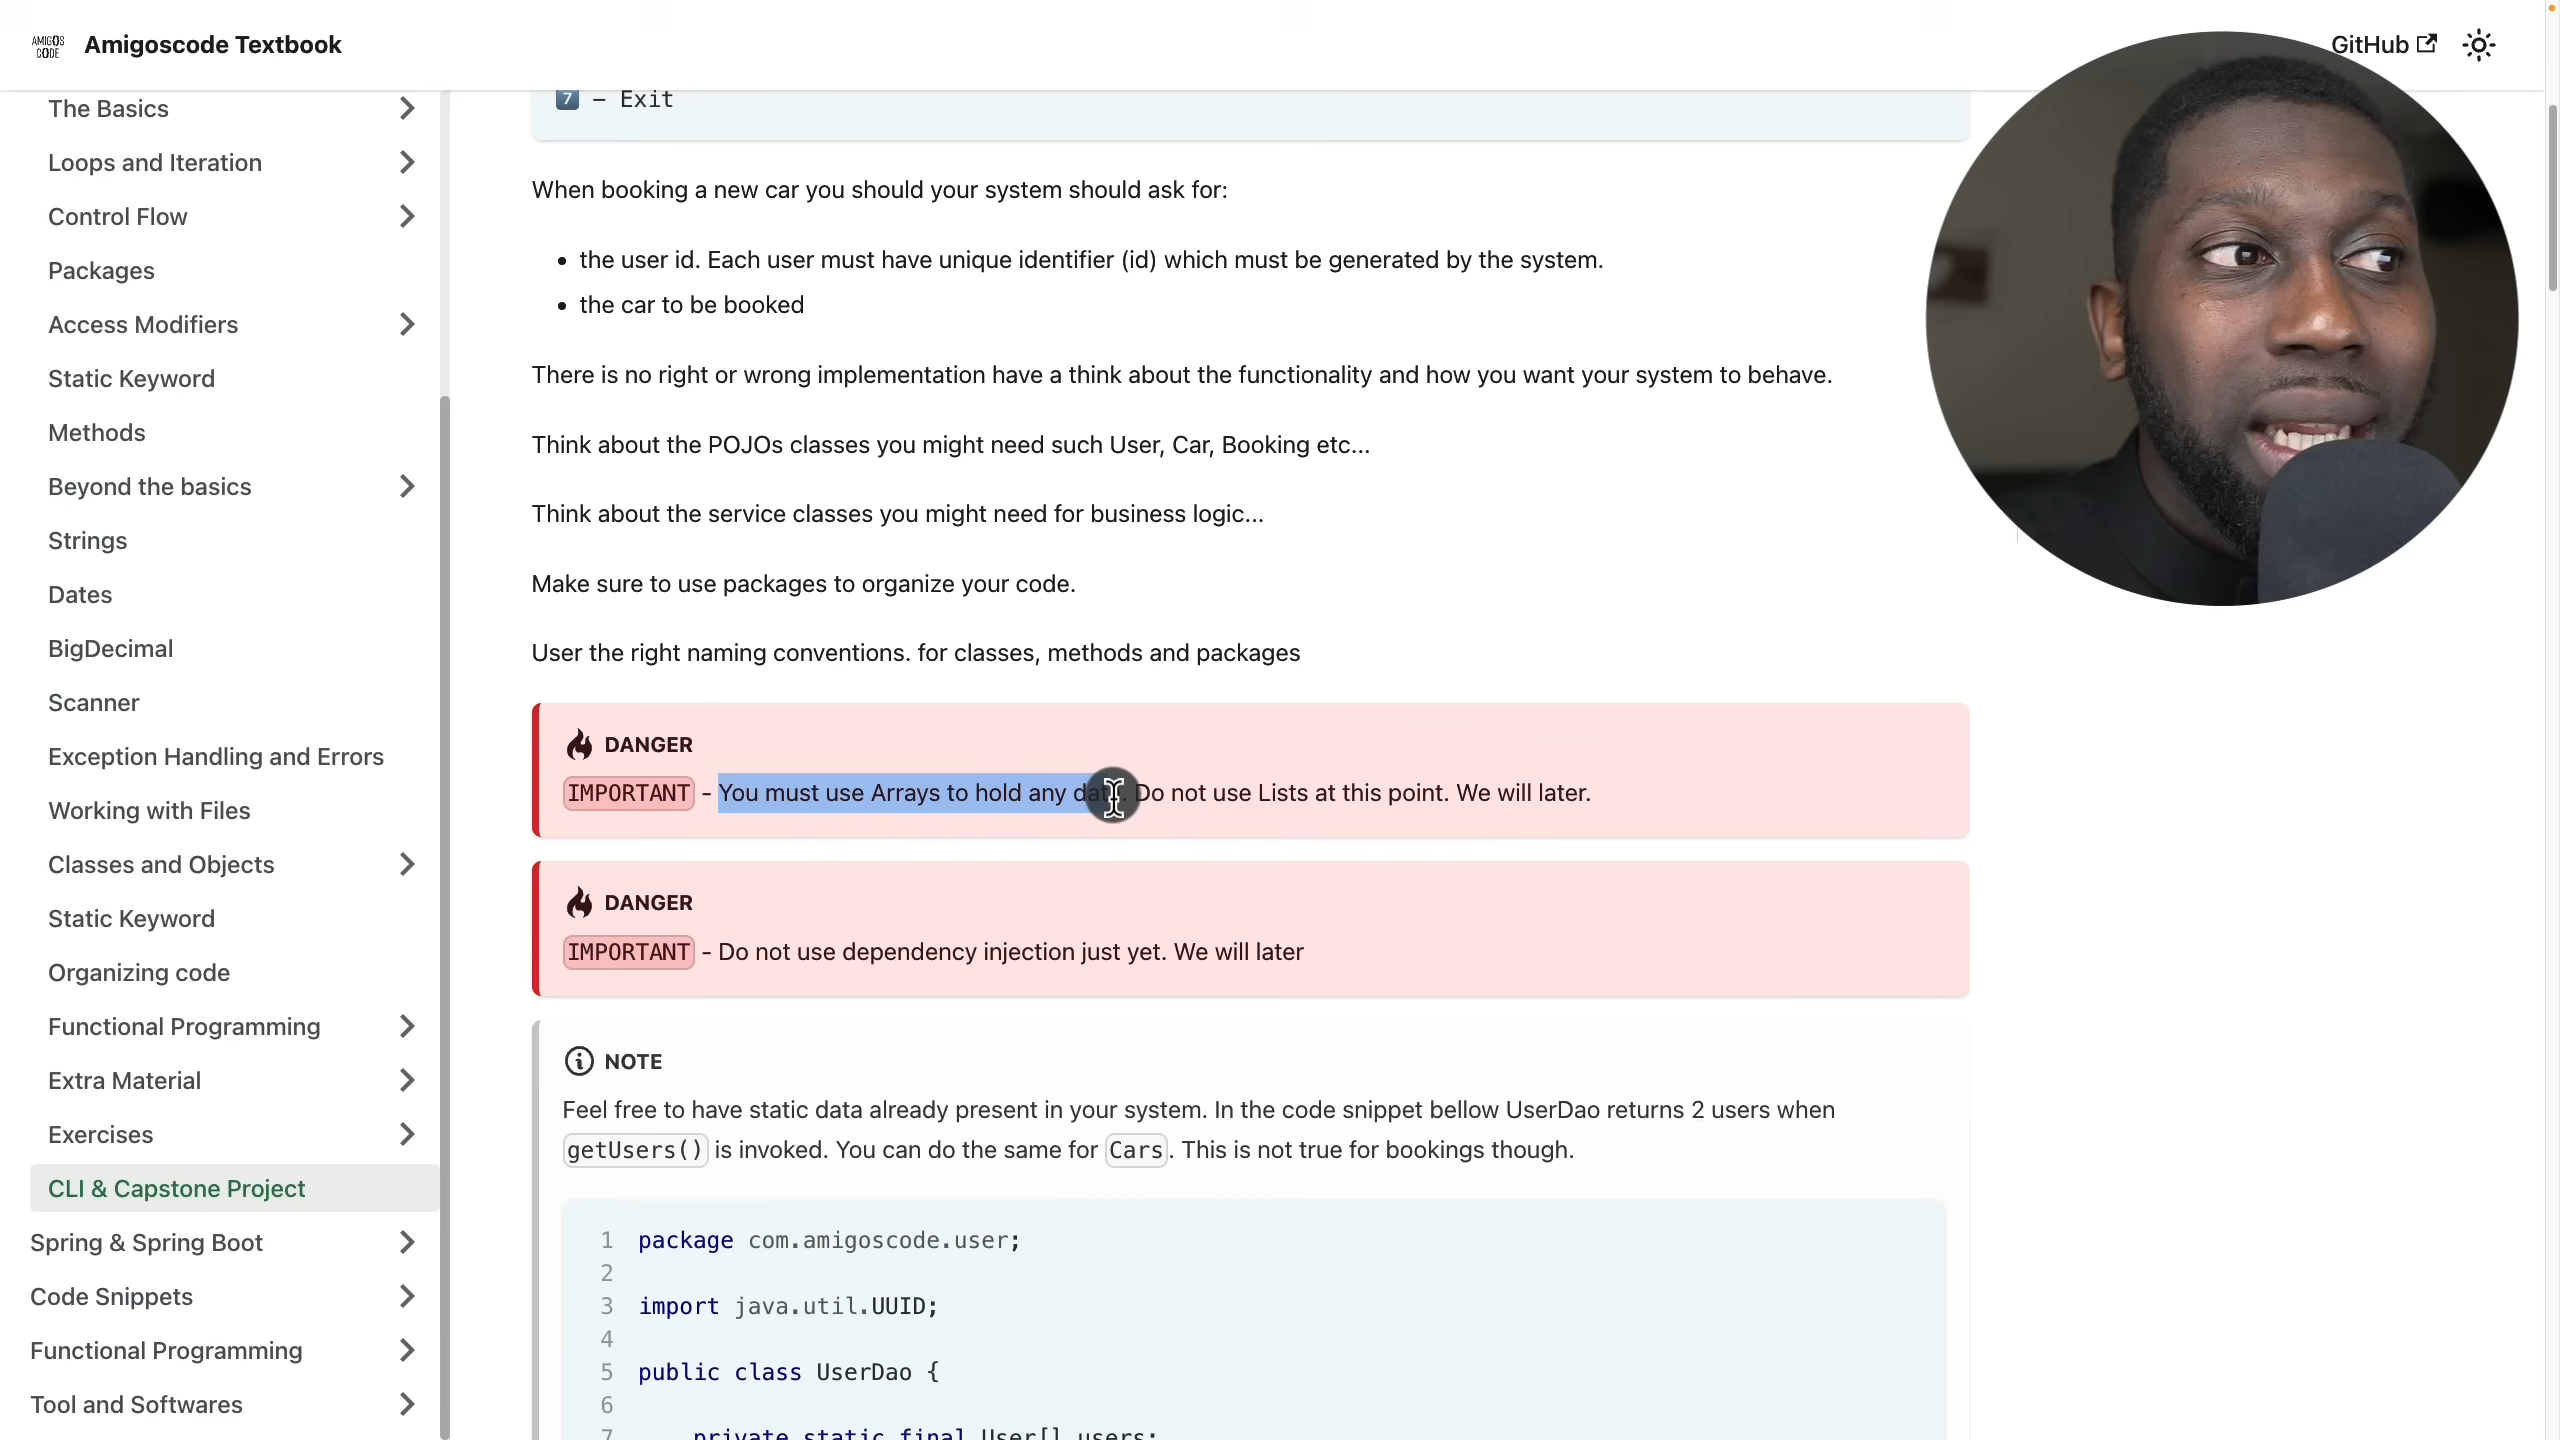 AMIGOS
CODE
Amigoscode Textbook
GitHub
The Basics
Loops and Iteration
Control Flow
Packages
Access Modifiers
Static Keyword
Methods
Beyond the basics
Strings
Dates
BigDecimal
Scanner
Exception Handling and Errors
Working with Files
Classes and Objects
Static Keyword
Organizing code
Functional Programming
Extra Material
Exercises
CLI & Capstone Project
Spring & Spring Boot
Code Snippets
Functional Programming
Tool and Softwares
7 – Exit
When booking a new car you should your system should ask for:
• the user id. Each user must have unique identifier (id) which must be generated by the system.
• the car to be booked
There is no right or wrong implementation have a think about the functionality and how you want your system to behave.
Think about the POJOs classes you might need such User, Car, Booking etc...
Think about the service classes you might need for business logic...
Make sure to use packages to organize your code.
User the right naming conventions. for classes, methods and packages
DANGER
IMPORTANT - You must use Arrays to hold any data. Do not use Lists at this point. We will later.
DANGER
IMPORTANT - Do not use dependency injection just yet. We will later
NOTE
Feel free to have static data already present in your system. In the code snippet bellow UserDao returns 2 users when
getUsers() is invoked. You can do the same for Cars. This is not true for bookings though.
1 package com.amigoscode.user;
2
3 import java.util.UUID;
4
5 public class UserDao {
6
7 private static final User[] users;